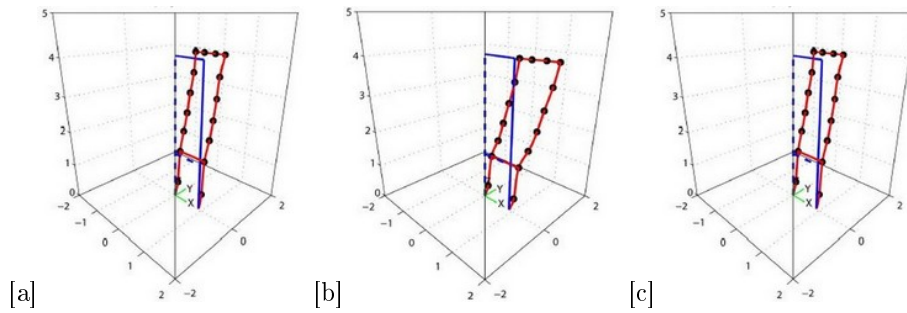 5 5 5
4 4 4
3 3 3
2 2 2
1 1 1
0 Y 0 Y 0 Y
−2 X 2 −2 X 2 −2 X 2
−1 −1 −1
0 0 0 0 0 0
1 1 1
[a] 2 −2 [b] 2 −2 [c] 2 −2